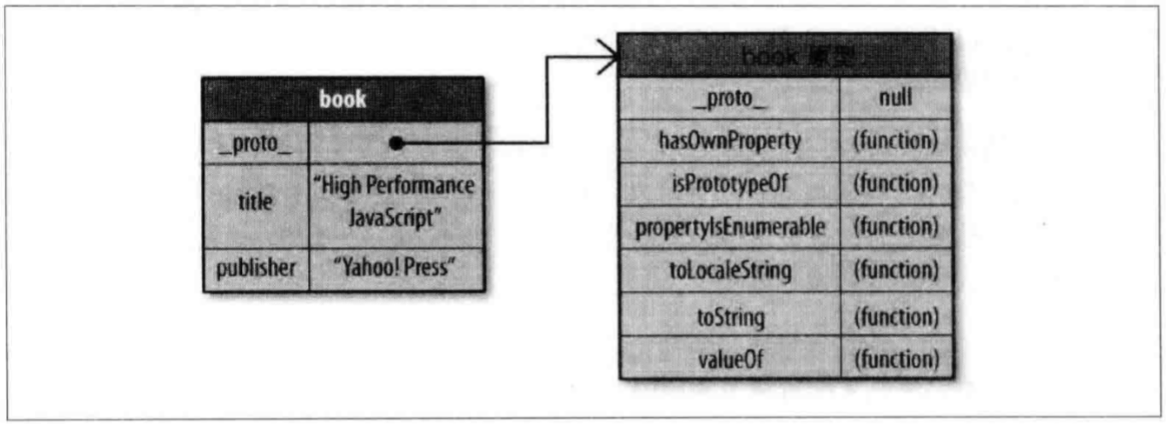 book
_proto_
title
"High Performance
JavaScript"
publisher
"Yahoo! Press"
book 原型
_proto_
null
hasOwnProperty
(function)
isPrototypeOf
(function)
propertyIsEnumerable
(function)
toLocaleString
(function)
toString
(function)
valueOf
(function)